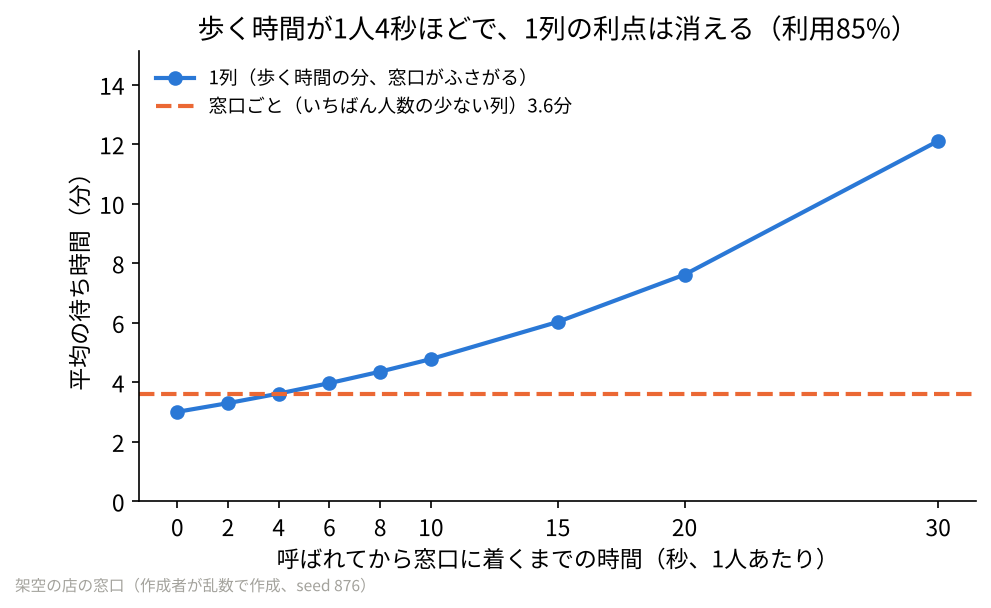 歩く時間が1人4秒ほどで、1列の利点は消える（利用85%）
1列（歩く時間の分、窓口がふさがる）
窓口ごと（いちばん人数の少ない列）3.6分
平均の待ち時間（分）
14
12
10
8
6
4
2
0
0 2 4 6 8 10 15 20 30
呼ばれてから窓口に着くまでの時間（秒、1人あたり）
架空の店の窓口（作成者が乱数で作成、seed 876）